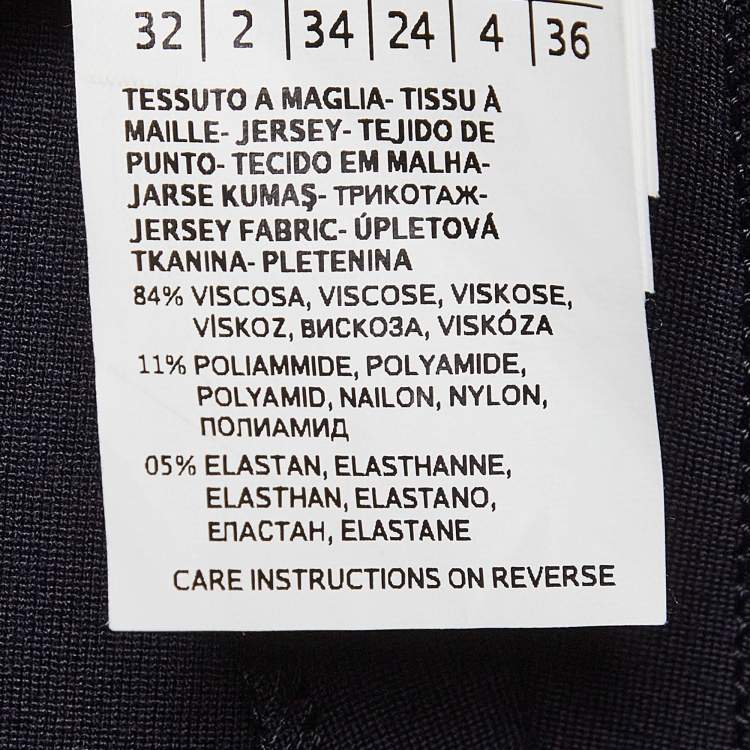 32 | 2 | 34 | 24 | 4 | 36
TESSUTO A MAGLIA- TISSU À
MAILLE- JERSEY- TEJIDO DE
PUNTO- TECIDO EM MALHA-
JARSE KUMAŞ- ТРИКОТАЖ-
JERSEY FABRIC- ÚPLETOVÁ
TKANINA- PLETENINA
84% VISCOSA, VISCOSE, VISKOSE,
VİSKOZ, ВИСКОЗА, VISKÓZA
11% POLIAMMIDE, POLYAMIDE,
POLYAMID, NAILON, NYLON,
ПОЛИАМИД
05% ELASTAN, ELASTHANNE,
ELASTHAN, ELASTANO,
ЕЛАСТАН, ELASTANE
CARE INSTRUCTIONS ON REVERSE